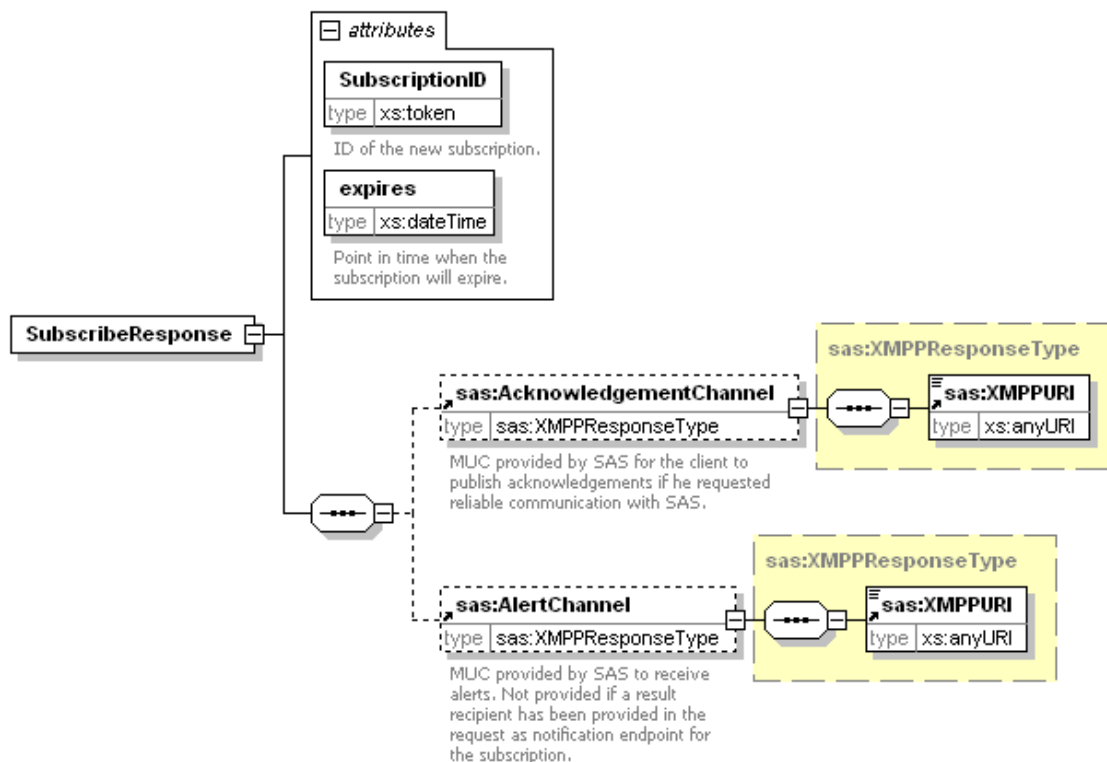 attributes
SubscriptionID
type xs:token
ID of the new subscription.
expires
type xs:dateTime
Point in time when the
subscription will expire.
SubscribeResponse
sas:XMPPResponseType
sas:AcknowledgementChannel
type sas:XMPPResponseType
sas:XMPPURI
type xs:anyURI
MUC provided by SAS for the client to
publish acknowledgements if he requested
reliable communication with SAS.
sas:XMPPResponseType
sas:AlertChannel
type sas:XMPPResponseType
sas:XMPPURI
type xs:anyURI
MUC provided by SAS to receive
alerts. Not provided if a result
recipient has been provided in the
request as notification endpoint for
the subscription.